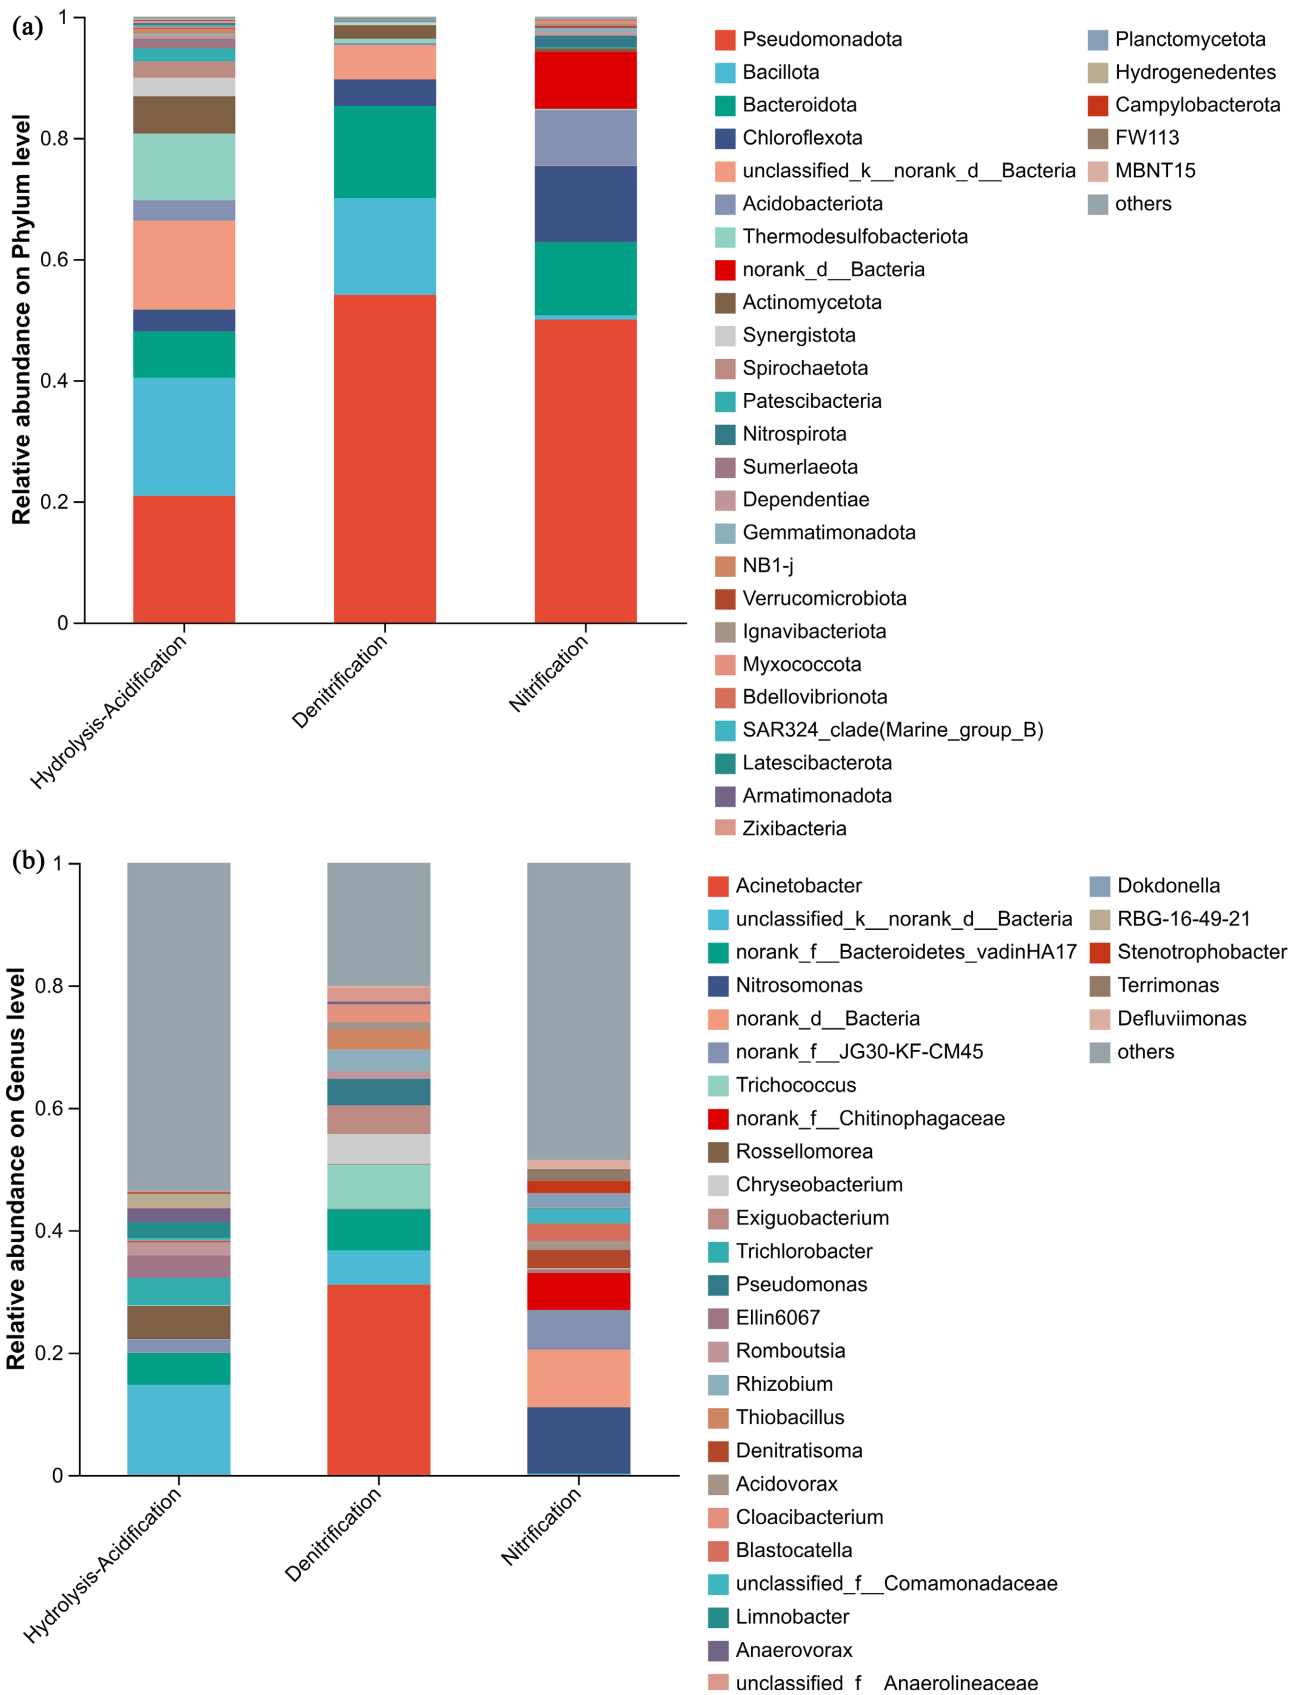 (a)
Relative abundance on Phylum level
1
0.8
0.6
0.4
0.2
0
Hydrolysis-Acidification
Denitrification
Nitrification
Pseudomonadota
Bacillota
Bacteroidota
Chloroflexota
unclassified_k__norank_d__Bacteria
Acidobacteriota
Thermodesulfobacteriota
norank_d__Bacteria
Actinomycetota
Synergistota
Spirochaetota
Patescibacteria
Nitrospirota
Sumerlaeota
Dependentiae
Gemmatimonadota
NB1-j
Verrucomicrobiota
Ignavibacteriota
Myxococcota
Bdellovibrionota
SAR324_clade(Marine_group_B)
Latescibacterota
Armatimonadota
Zixibacteria
Planctomycetota
Hydrogenedentes
Campylobacterota
FW113
MBNT15
others
(b)
Relative abundance on Genus level
1
0.8
0.6
0.4
0.2
0
Hydrolysis-Acidification
Denitrification
Nitrification
Acinetobacter
unclassified_k__norank_d__Bacteria
norank_f__Bacteroidetes_vadinHA17
Nitrosomonas
norank_d__Bacteria
norank_f__JG30-KF-CM45
Trichococcus
norank_f__Chitinophagaceae
Rossellomorea
Chryseobacterium
Exiguobacterium
Trichlorobacter
Pseudomonas
Ellin6067
Romboutsia
Rhizobium
Thiobacillus
Denitratisoma
Acidovorax
Cloacibacterium
Blastocatella
unclassified_f__Comamonadaceae
Limnobacter
Anaerovorax
unclassified_f__Anaerolineaceae
Dokdonella
RBG-16-49-21
Stenotrophobacter
Terrimonas
Defluviimonas
others